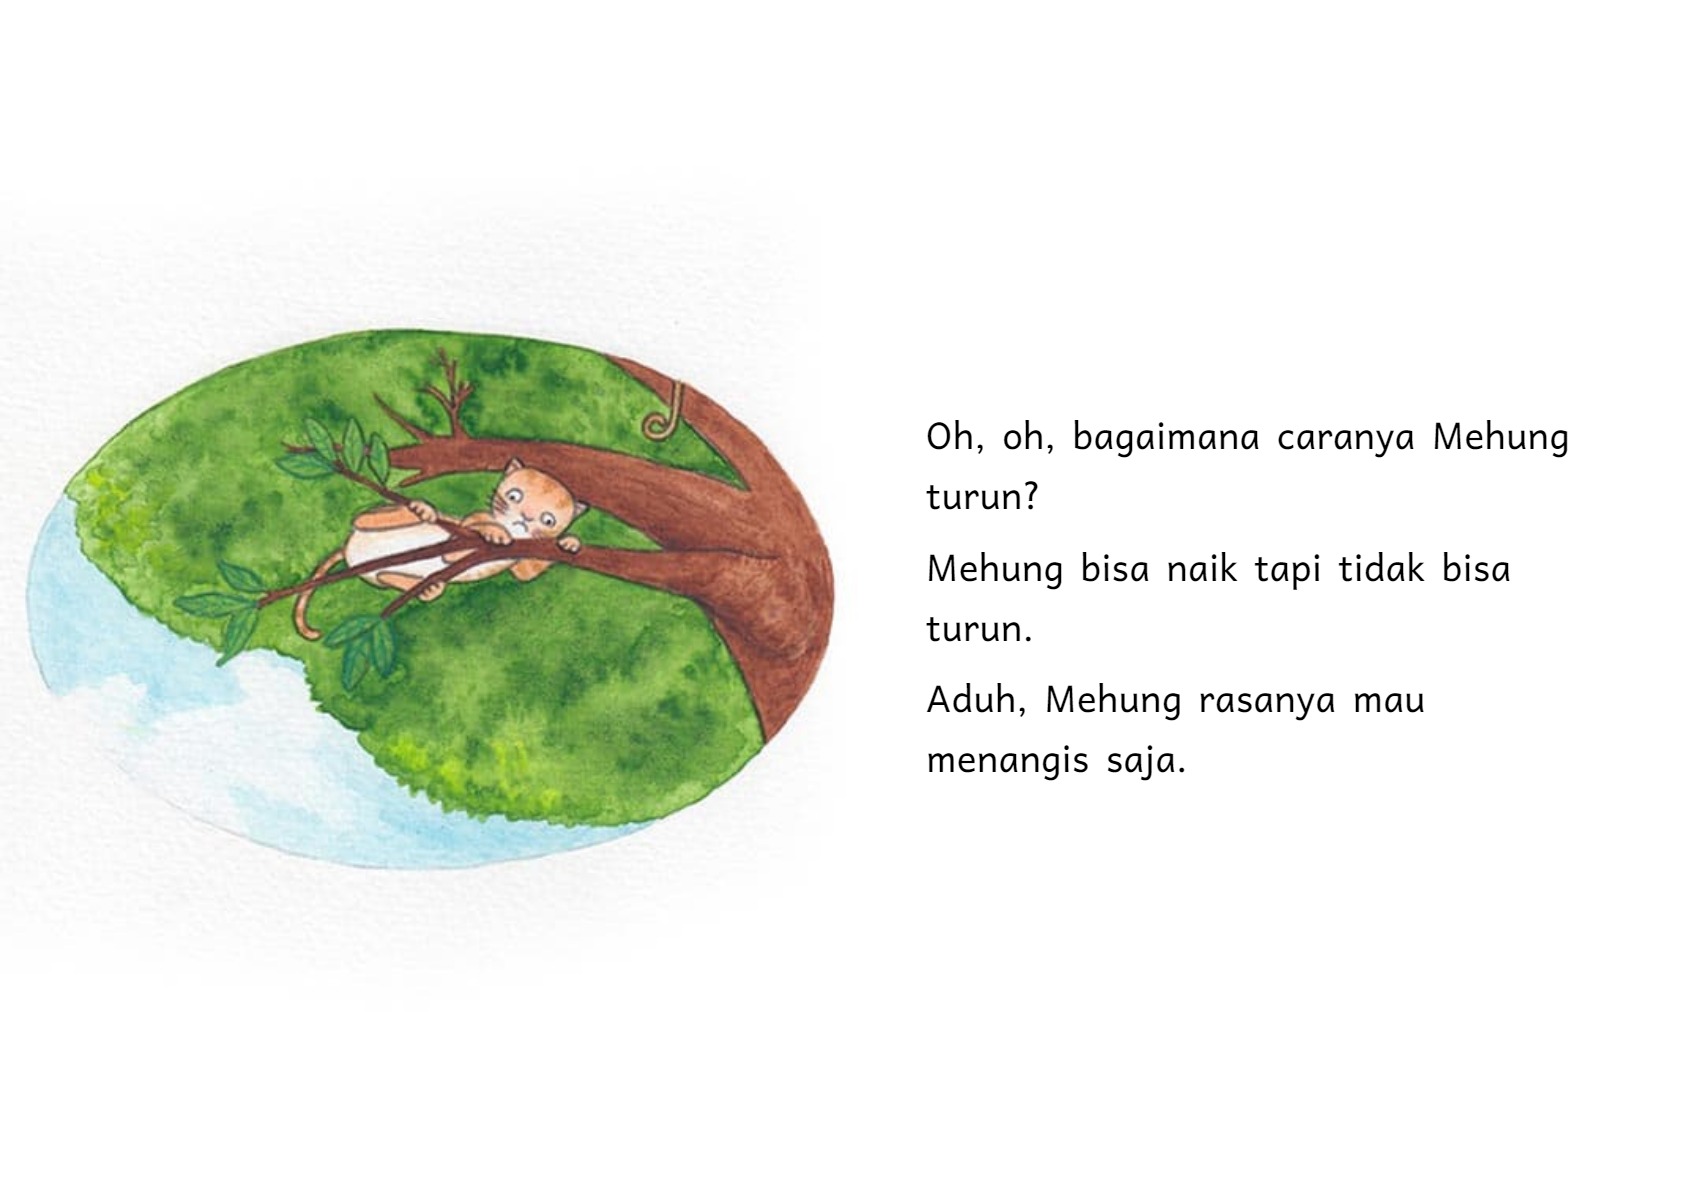 Oh, oh, bagaimana caranya Mehung
turun?
Mehung bisa naik tapi tidak bisa
turun.
Aduh, Mehung rasanya mau
menangis saja.